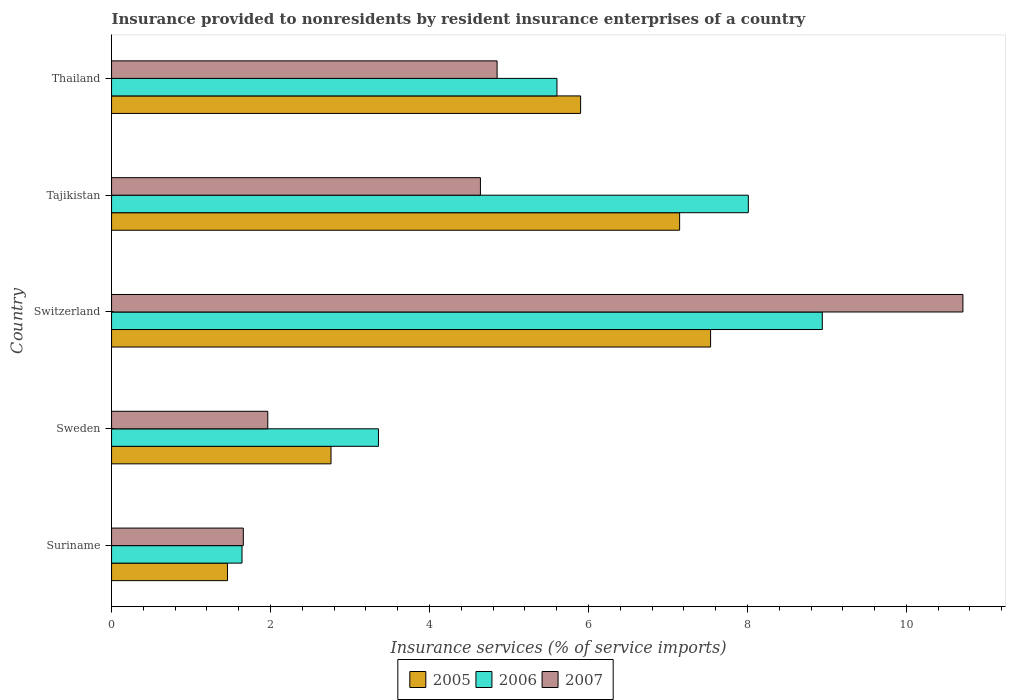 Insurance provided to nonresidents by resident insurance enterprises of a country
Thailand
Tajikistan
Switzerland
Sweden
Suriname
Country
0
2
4
6
8
10
Insurance services (% of service imports)
2005
2006
2007